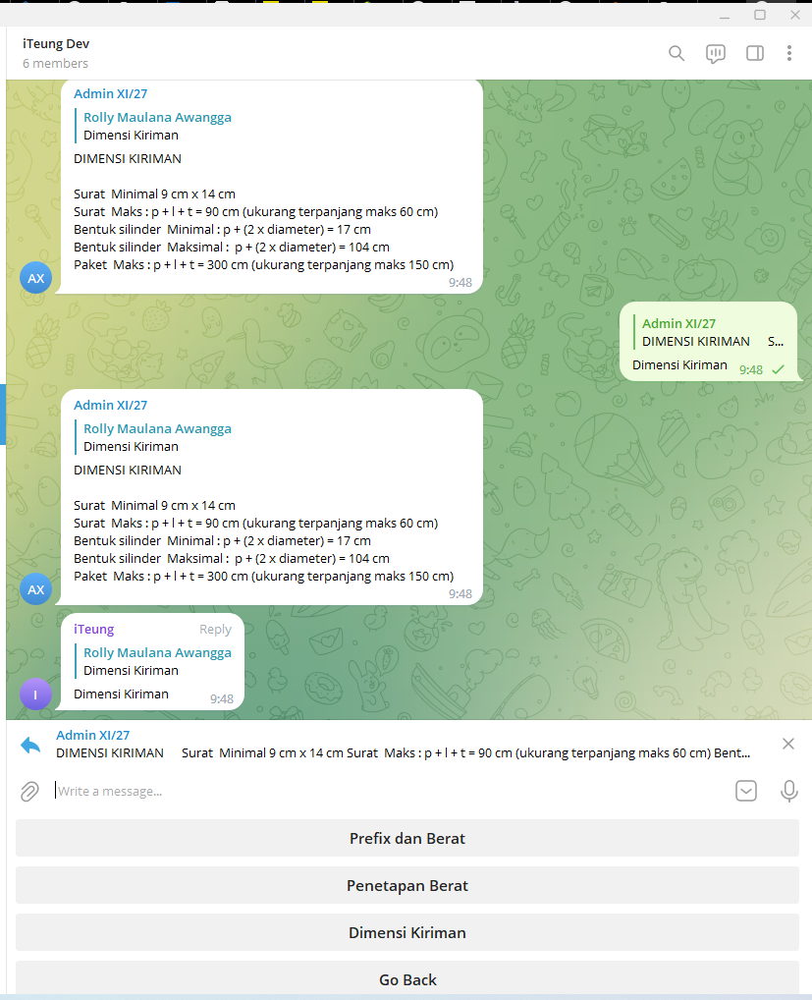 iTeung Dev
6 members
Admin XI/27
Rolly Maulana Awangga
Dimensi Kiriman
DIMENSI KIRIMAN
Surat  Minimal 9 cm x 14 cm
Surat  Maks : p + l + t = 90 cm (ukurang terpanjang maks 60 cm)
Bentuk silinder  Minimal : p + (2 x diameter) = 17 cm
Bentuk silinder  Maksimal :  p + (2 x diameter) = 104 cm
Paket  Maks : p + l + t = 300 cm (ukurang terpanjang maks 150 cm)
9:48
AX
Admin XI/27
DIMENSI KIRIMAN     S...
Dimensi Kiriman
9:48
Admin XI/27
Rolly Maulana Awangga
Dimensi Kiriman
DIMENSI KIRIMAN
Surat  Minimal 9 cm x 14 cm
Surat  Maks : p + l + t = 90 cm (ukurang terpanjang maks 60 cm)
Bentuk silinder  Minimal : p + (2 x diameter) = 17 cm
Bentuk silinder  Maksimal :  p + (2 x diameter) = 104 cm
Paket  Maks : p + l + t = 300 cm (ukurang terpanjang maks 150 cm)
9:48
AX
iTeung Reply
Rolly Maulana Awangga
Dimensi Kiriman
Dimensi Kiriman
9:48
I
Admin XI/27
DIMENSI KIRIMAN     Surat  Minimal 9 cm x 14 cm Surat  Maks : p + l + t = 90 cm (ukurang terpanjang maks 60 cm) Bent...
Write a message...
Prefix dan Berat
Penetapan Berat
Dimensi Kiriman
Go Back